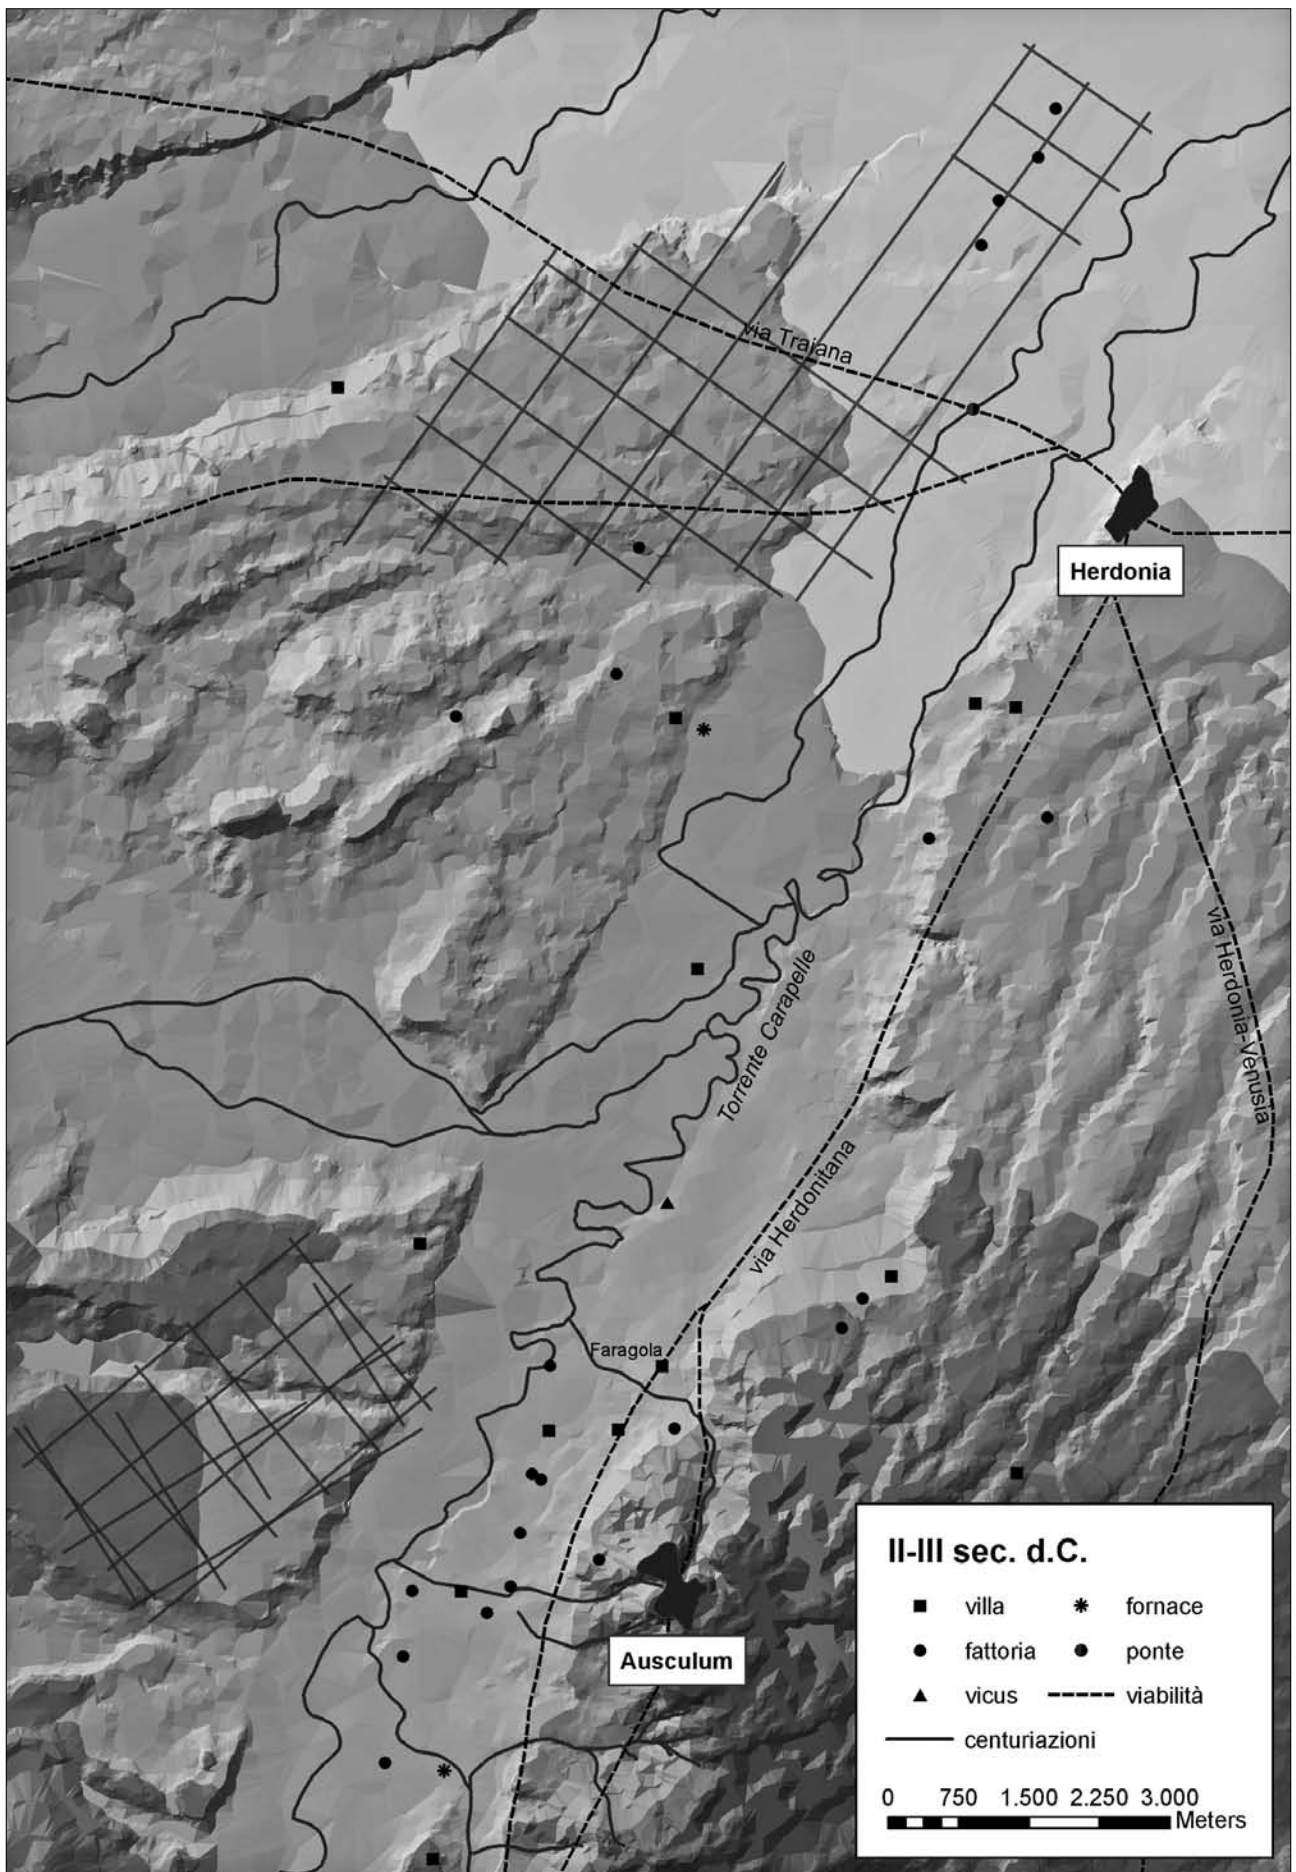 via Traiana
Herdonia
via Herdonia-Venusia
Torrente Carapelle
via Herdonitana
Faragola
Ausculum
II-III sec. d.C.
villa
fornace
fattoria
ponte
vicus
viabilità
centuriazioni
0 750 1.500 2.250 3.000
Meters